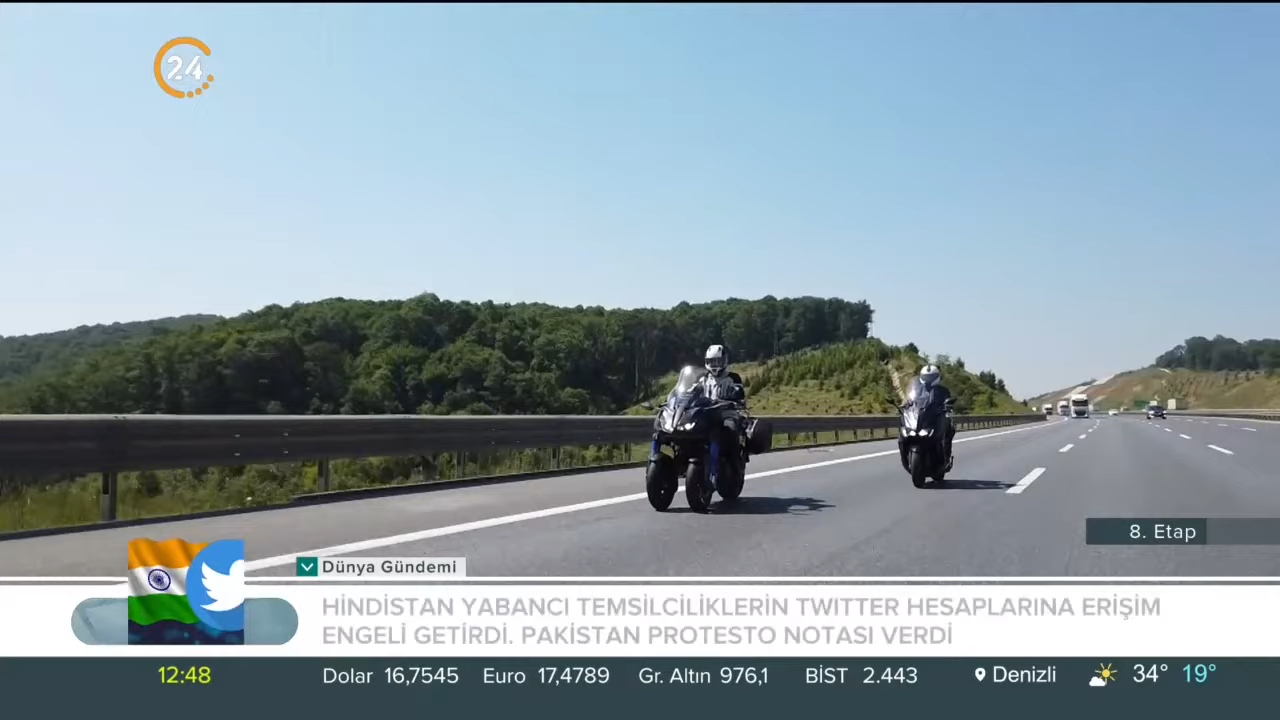 24
8. Etap
Dünya Gündemi
HİNDİSTAN YABANCI TEMSİLCİLİKLERİN TWITTER HESAPLARINA ERİŞİM
ENGELİ GETİRDİ. PAKİSTAN PROTESTO NOTASI VERDİ
12:48 Dolar 16,7545 Euro 17,4789 Gr. Altın 976,1 BİST 2.443 Denizli 34° 19°